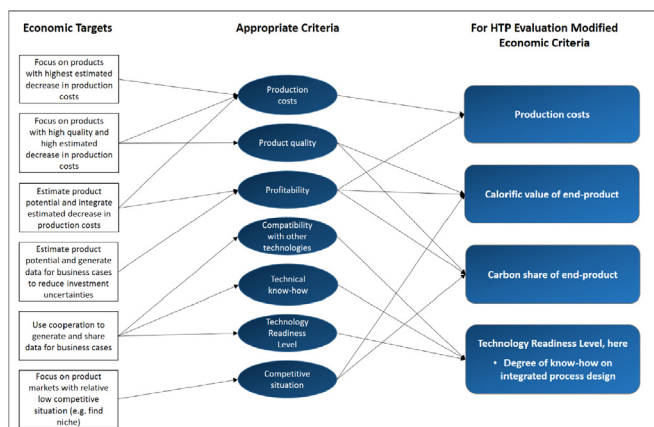 Economic Targets
Appropriate Criteria
For HTP Evaluation Modified
Economic Criteria
Focus on products
with highest estimated
decrease in production
costs
Focus on products
with high quality and
high estimated
decrease in production
costs
Estimate product
potential and integrate
estimated decrease in
production costs
Estimate product
potential and generate
data for business cases
to reduce investment
uncertainties
Use cooperation to
generate and share
data for business cases
Focus on product
markets with relative
low competitive
situation (e.g. find
niche)
Production
costs
Product quality
Profitability
Compatibility
with other
technologies
Technical
know-how
Technology
Readiness
Level
Competitive
situation
Production costs
Calorific value of end-product
Carbon share of end-product
Technology Readiness Level, here
• Degree of know-how on
integrated process design